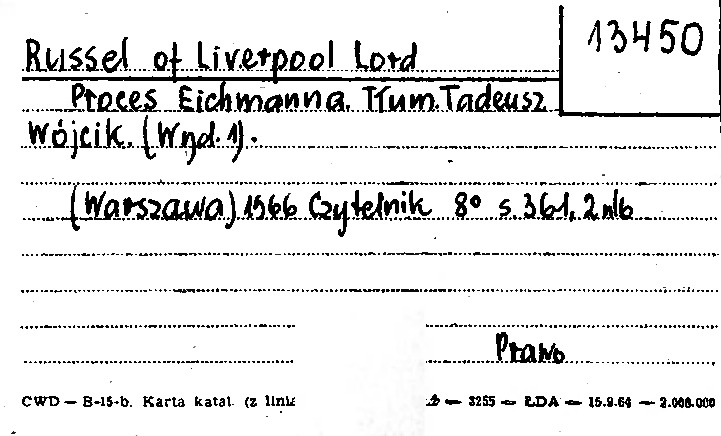 13450
Russel of Liverpool Lord
Proces Eichmanna. Tłum. Tadeusz
Wójcik. (Wyd. 1).
(Warszawa) 1966 Czytelnik 8° s. 361, 2 nlb
Prawo
CWD — B-15-b. Karta katal. (z linia — 3255 — ŁDA — 15.9.64 — 2.000.000